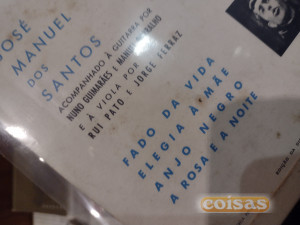 JOSÉ
MANUEL
DOS
SANTOS
ACOMPANHADO À GUITARRA POR
NUNO GUIMARÃES E MANUEL
E À VIOLA POR
RUI PATO E JORGE FERRAZ
FADO DA VIDA
ELEGIA À MÃE
ANJO NEGRO
A ROSA E A NOITE
coisas